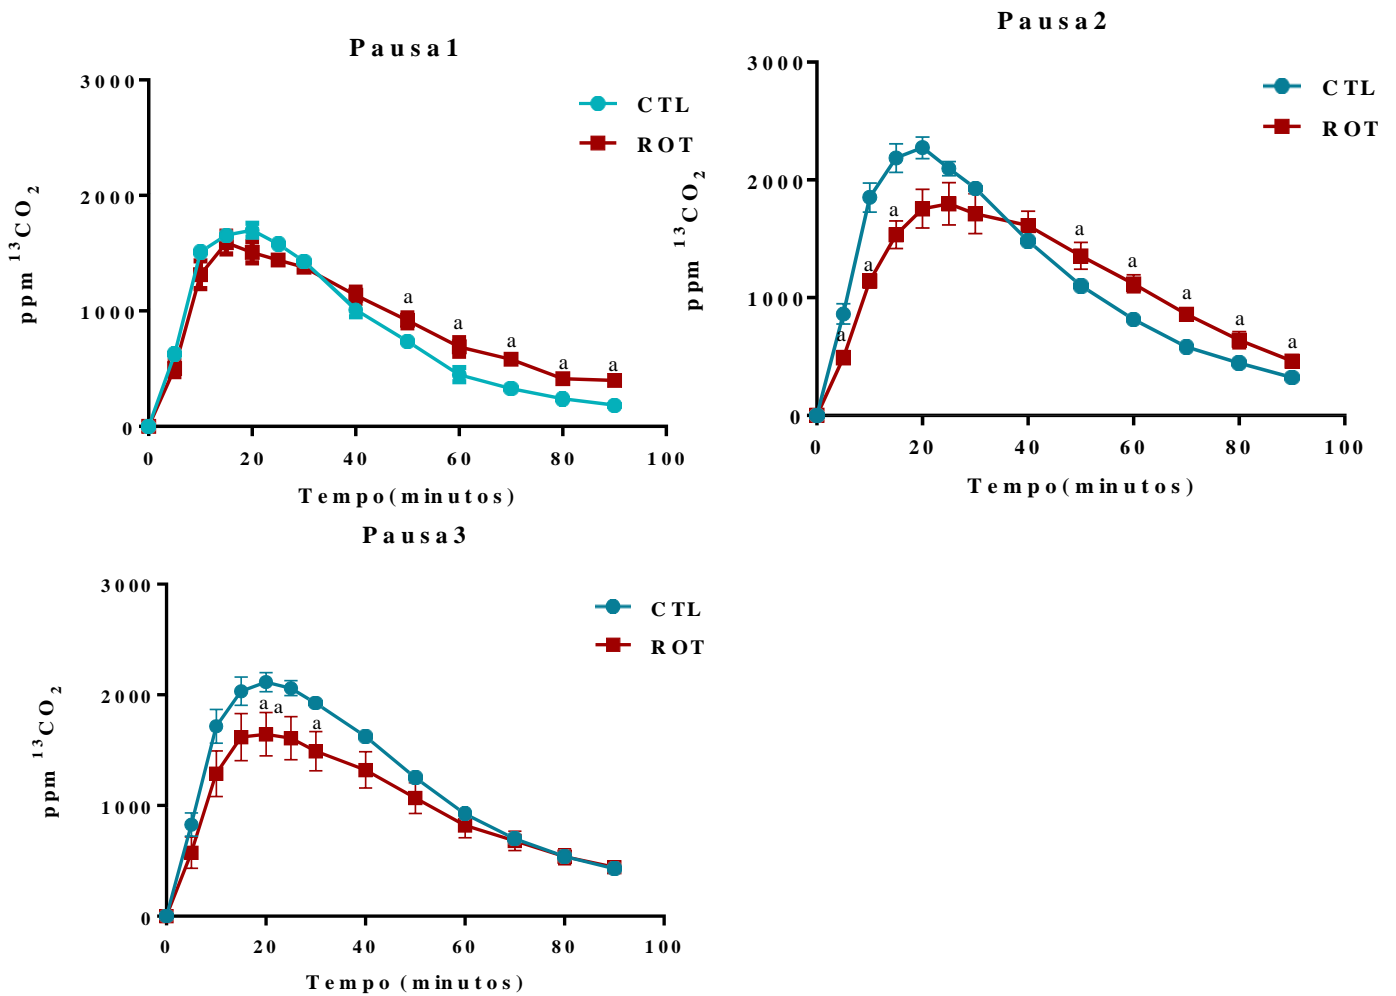 Pausa1
3000
2000
1000
0
ppm ¹³CO₂
CTL
ROT
a
a
a
a
a
0 20 40 60 80 100
Tempo(minutos)
Pausa2
3000
2000
1000
0
ppm ¹³CO₂
CTL
ROT
a
a
a
a
a
a
a
a
0 20 40 60 80 100
Tempo(minutos)
Pausa3
3000
2000
1000
0
ppm ¹³CO₂
CTL
ROT
a a
a
0 20 40 60 80 100
Tempo (minutos)